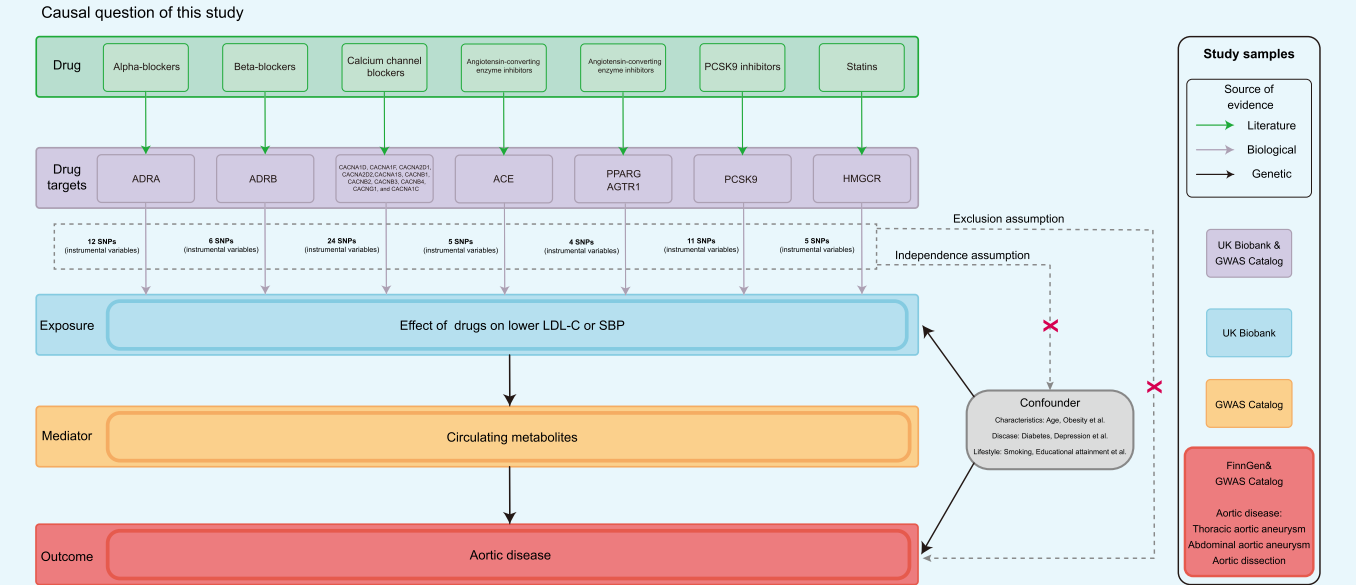 Causal question of this study
Drug
Alpha-blockers
Beta-blockers
Calcium channel
blockers
Angiotensin-converting
enzyme inhibitors
Angiotensin-converting
enzyme inhibitors
PCSK9 inhibitors
Statins
Drug
targets
ADRA
ADRB
CACNA1D, CACNA1F, CACNA2D1,
CACNA2D2,CACNA1S, CACNB1,
CACNB2, CACNB3, CACNB4,
CACNG1, and CACNA1C
ACE
PPARG
AGTR1
PCSK9
HMGCR
12 SNPs
(instrumental variables)
6 SNPs
(instrumental variables)
24 SNPs
(instrumental variables)
5 SNPs
(instrumental variables)
4 SNPs
(instrumental variables)
11 SNPs
(instrumental variables)
5 SNPs
(instrumental variables)
Exclusion assumption
Independence assumption
Exposure
Effect of drugs on lower LDL-C or SBP
Mediator
Circulating metabolites
Outcome
Aortic disease
X
X
Confounder
Characteristics: Age, Obesity et al.
Discase: Diabetes, Depression et al.
Lifestyle: Smoking, Educational attainment et al.
Study samples
Source of
evidence
Literature
Biological
Genetic
UK Biobank &
GWAS Catalog
UK Biobank
GWAS Catalog
FinnGen&
GWAS Catalog
Aortic disease:
Thoracic aortic aneurysm
Abdominal aortic aneurysm
Aortic dissection